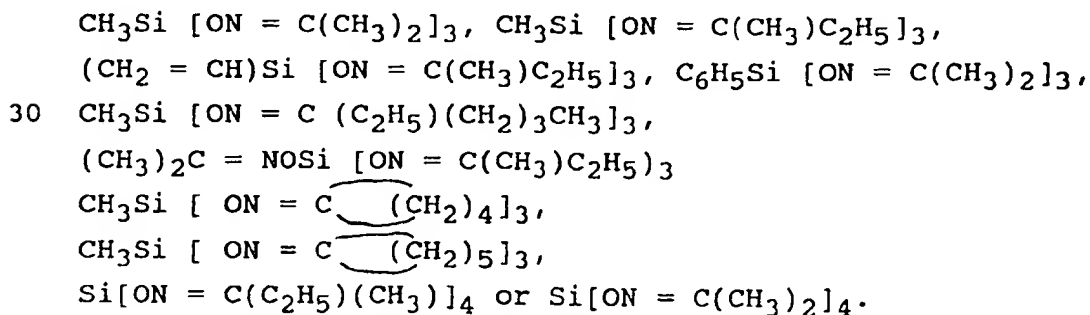 CH₃Si [ON = C(CH₃)₂]₃, CH₃Si [ON = C(CH₃)C₂H₅]₃,
(CH₂ = CH)Si [ON = C(CH₃)C₂H₅]₃, C₆H₅Si [ON = C(CH₃)₂]₃,
30 CH₃Si [ON = C (C₂H₅)(CH₂)₃CH₃]₃,
(CH₃)₂C = NOSi [ON = C(CH₃)C₂H₅)₃
CH₃Si [ ON = C (CH₂)₄]₃,
CH₃Si [ ON = C (CH₂)₅]₃,
Si[ON = C(C₂H₅)(CH₃)]₄ or Si[ON = C(CH₃)₂]₄.